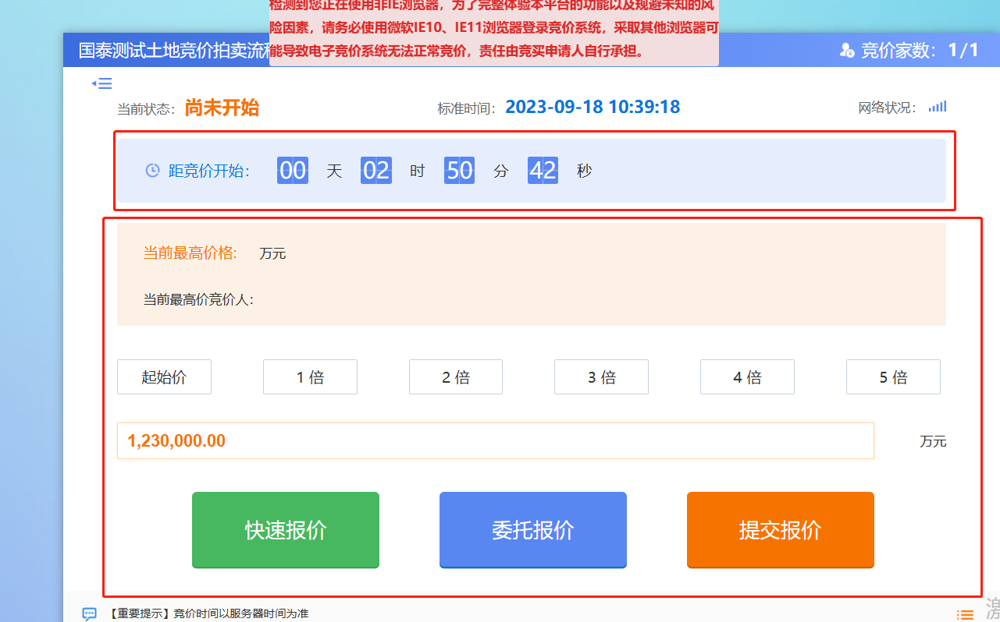 检测到您正在使用非IE浏览器，为了完整体验本平台的功能以及规避未知的风
险因素，请务必使用微软IE10、IE11浏览器登录竞价系统，采取其他浏览器可
能导致电子竞价系统无法正常竞价，责任由竞买申请人自行承担。
国泰测试土地竞价拍卖流程 竞价家数： 1/1
当前状态： 尚未开始 标准时间： 2023-09-18 10:39:18 网络状况：
距竞价开始： 00 天 02 时 50 分 42 秒
当前最高价格: 万元
当前最高价竞价人：
起始价 1 倍 2 倍 3 倍 4 倍 5 倍
1,230,000.00 万元
快速报价 委托报价 提交报价
【重要提示】竞价时间以服务器时间为准
激